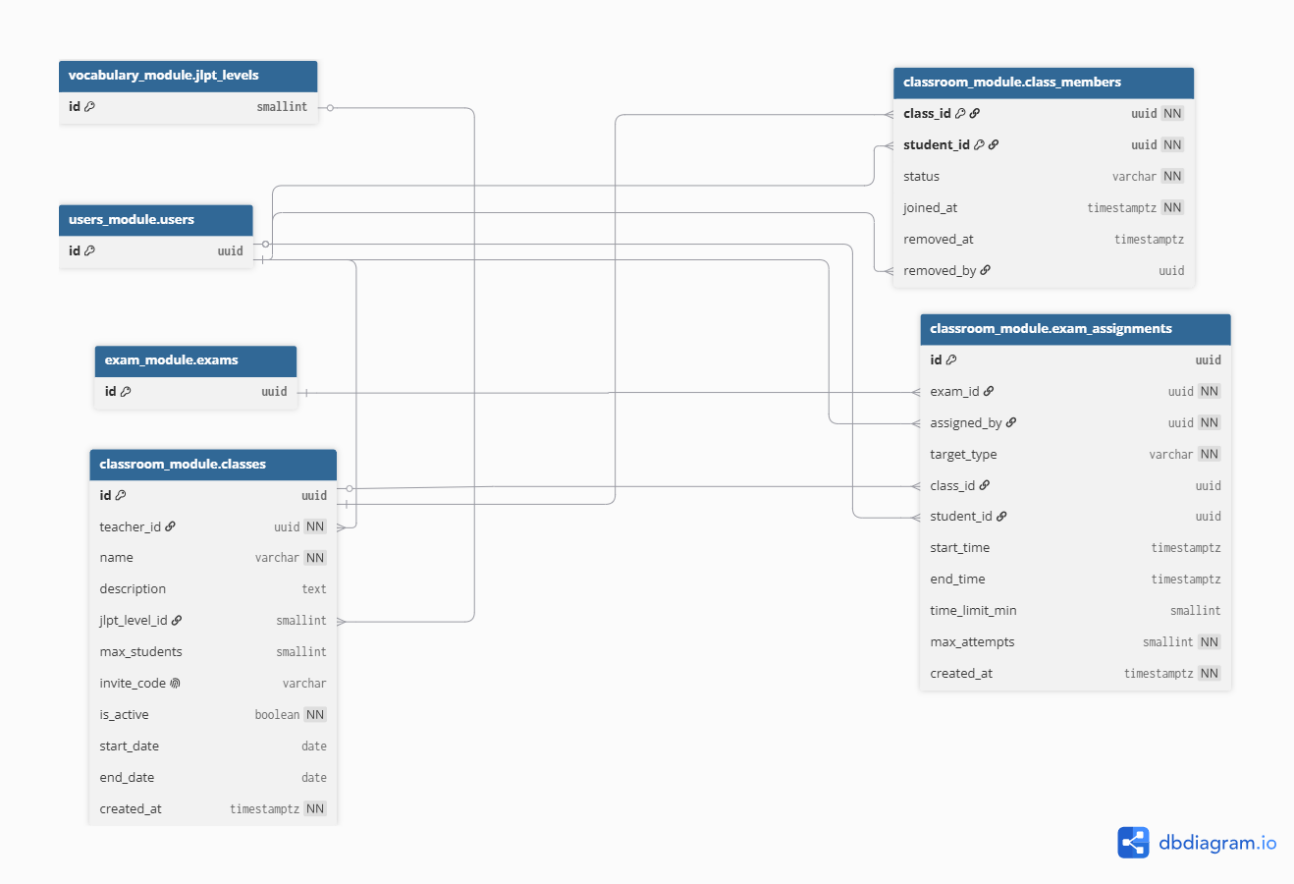 vocabulary_module.jlpt_levels
id smallint
users_module.users
id uuid
exam_module.exams
id uuid
classroom_module.classes
id uuid
teacher_id uuid NN
name varchar NN
description text
jlpt_level_id smallint
max_students smallint
invite_code varchar
is_active boolean NN
start_date date
end_date date
created_at timestamptz NN
classroom_module.class_members
class_id uuid NN
student_id uuid NN
status varchar NN
joined_at timestamptz NN
removed_at timestamptz
removed_by uuid
classroom_module.exam_assignments
id uuid
exam_id uuid NN
assigned_by uuid NN
target_type varchar NN
class_id uuid
student_id uuid
start_time timestamptz
end_time timestamptz
time_limit_min smallint
max_attempts smallint NN
created_at timestamptz NN
dbdiagram.io